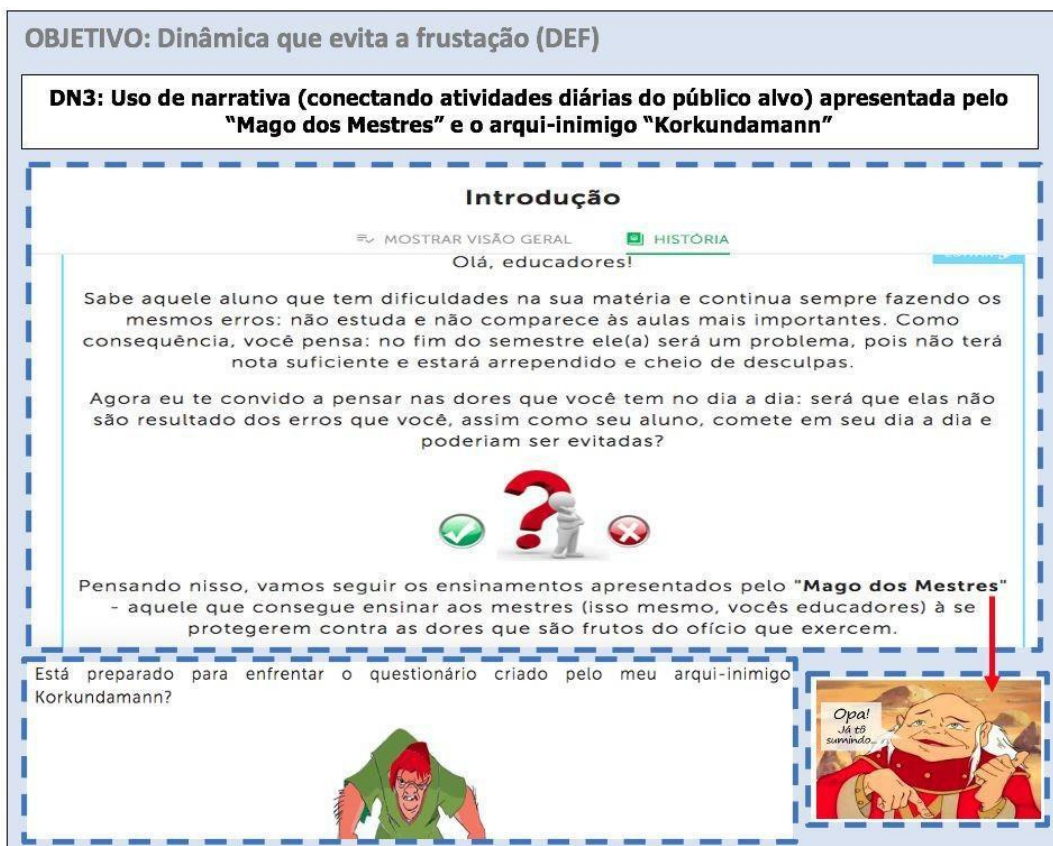 OBJETIVO: Dinâmica que evita a frustação (DEF)
DN3: Uso de narrativa (conectando atividades diárias do público alvo) apresentada pelo
“Mago dos Mestres” e o arqui-inimigo “Korkundamann”
Introdução
MOSTRAR VISÃO GERAL HISTÓRIA
Olá, educadores!
Sabe aquele aluno que tem dificuldades na sua matéria e continua sempre fazendo os
mesmos erros: não estuda e não comparece às aulas mais importantes. Como
consequência, você pensa: no fim do semestre ele(a) será um problema, pois não terá
nota suficiente e estará arrependido e cheio de desculpas.
Agora eu te convido a pensar nas dores que você tem no dia a dia: será que elas não
são resultado dos erros que você, assim como seu aluno, comete em seu dia a dia e
poderiam ser evitadas?
Pensando nisso, vamos seguir os ensinamentos apresentados pelo "Mago dos Mestres"
- aquele que consegue ensinar aos mestres (isso mesmo, vocês educadores) à se
protegerem contra as dores que são frutos do ofício que exercem.
Está preparado para enfrentar o questionário criado pelo meu arqui-inimigo
Korkundamann?
Opa!
Já tô
sumindo...